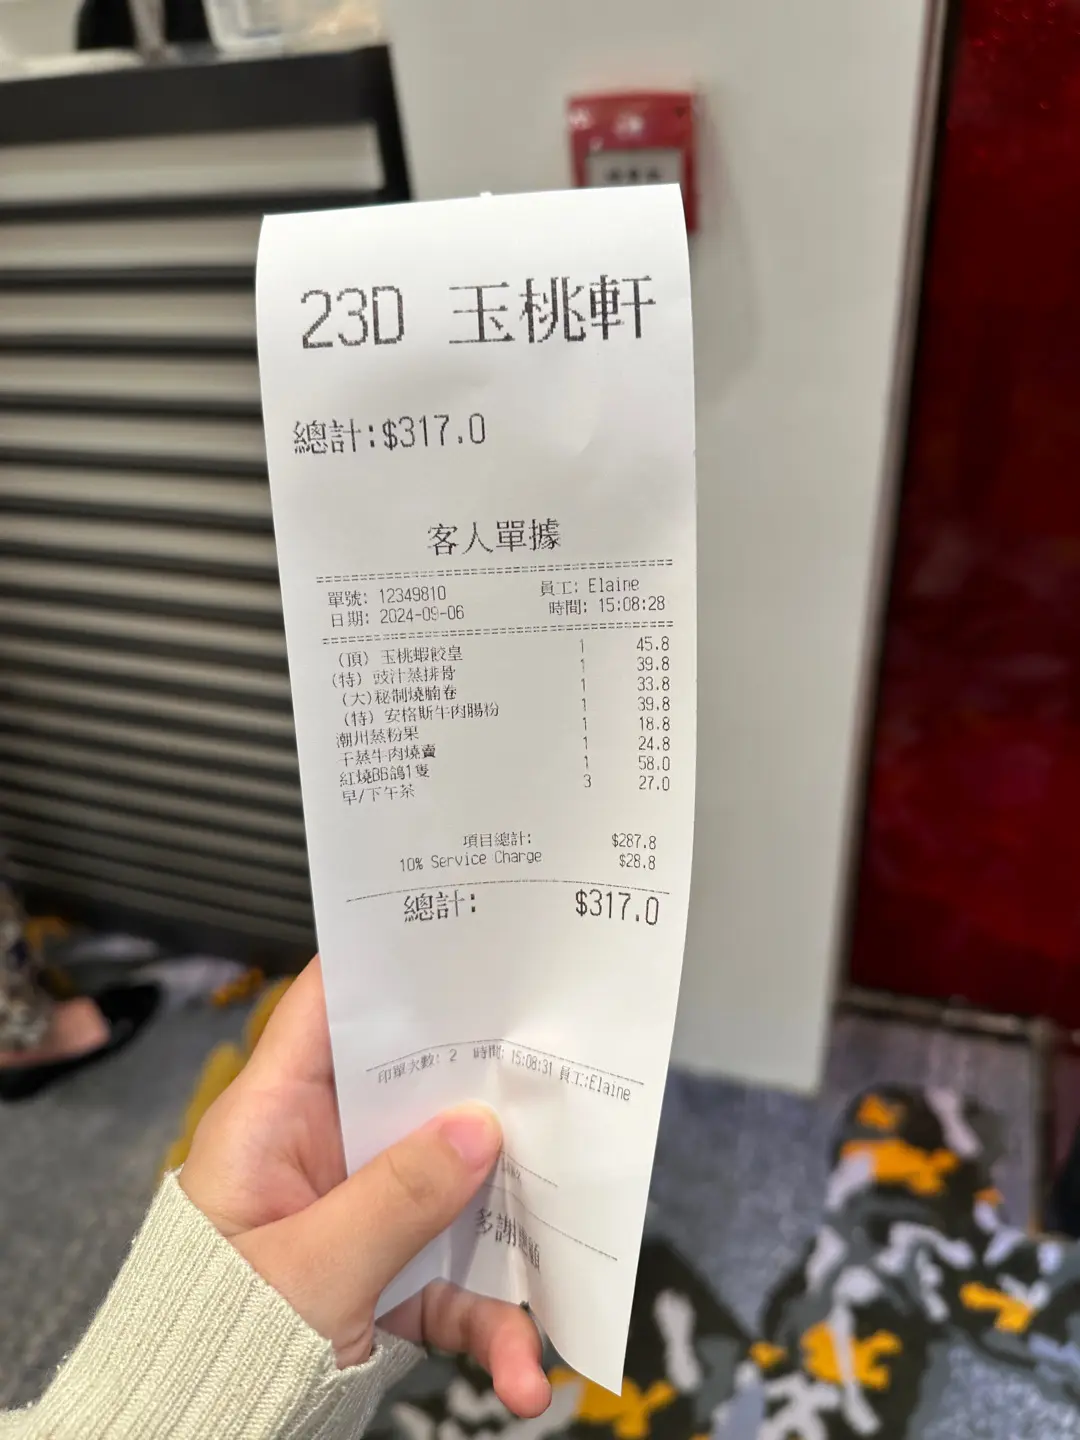 23D 玉桃軒
總計:$317.0
客人單據
單號: 12349810 員工: Elaine
日期: 2024-09-06 時間: 15:08:28
(頂) 玉桃蝦餃皇 1 45.8
(特) 豉汁蒸排骨 1 39.8
(大)秘制燒腩卷 1 33.8
(特) 安格斯牛肉腸粉 1 39.8
潮州蒸粉果 1 18.8
干蒸牛肉燒賣 1 24.8
紅燒BB鴿1隻 1 58.0
早/下午茶 3 27.0
項目總計: $287.8
10% Service Charge $28.8
總計: $317.0
印單次數: 2 時間: 15:08:31 員工:Elaine
多謝惠顧